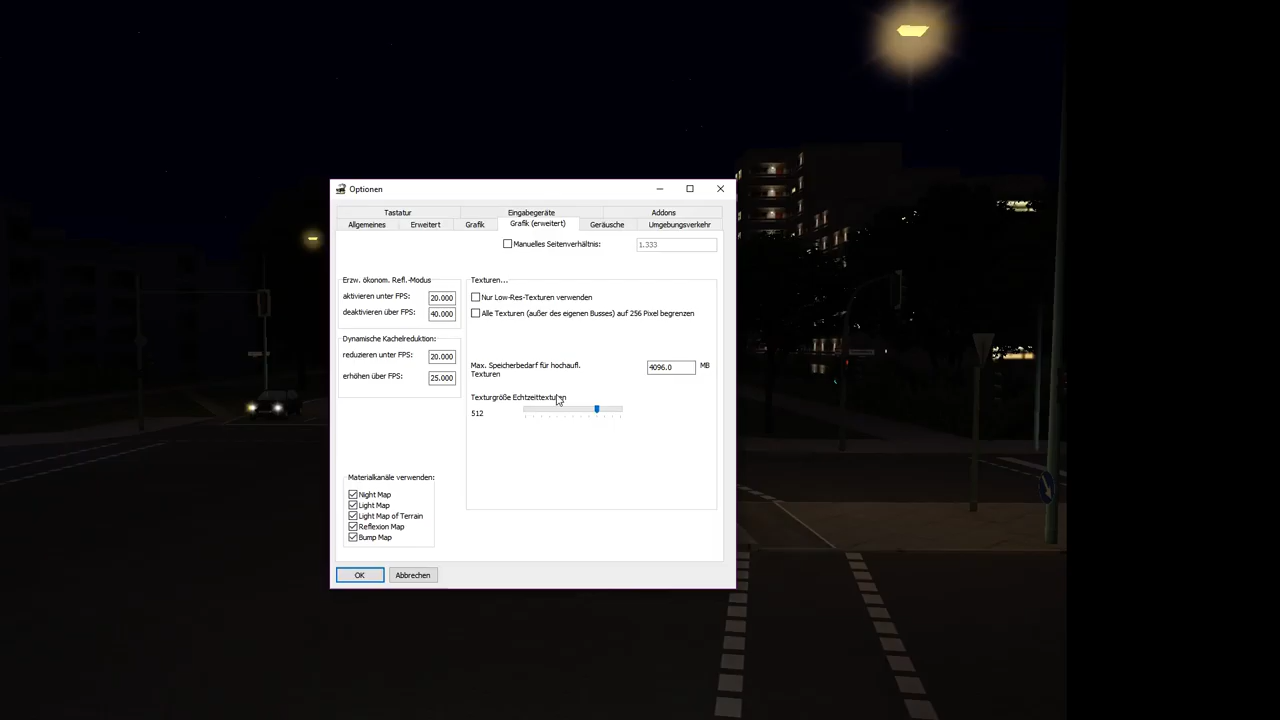 Optionen
Tastatur
Eingabegeräte
Addons
Allgemeines
Erweitert
Grafik
Grafik (erweitert)
Geräusche
Umgebungsverkehr
Manuelles Seitenverhältnis:
1.333
Erzw. ökonom. Refl.-Modus
aktivieren unter FPS:
20.000
deaktivieren über FPS:
40.000
Dynamische Kachelreduktion:
reduzieren unter FPS:
20.000
erhöhen über FPS:
25.000
Texturen...
Nur Low-Res-Texturen verwenden
Alle Texturen (außer des eigenen Busses) auf 256 Pixel begrenzen
Max. Speicherbedarf für hochaufl.
Texturen
4096.0
MB
Texturgröße Echtzeittexturen
512
Materialkanäle verwenden:
Night Map
Light Map
Light Map of Terrain
Reflexion Map
Bump Map
OK
Abbrechen